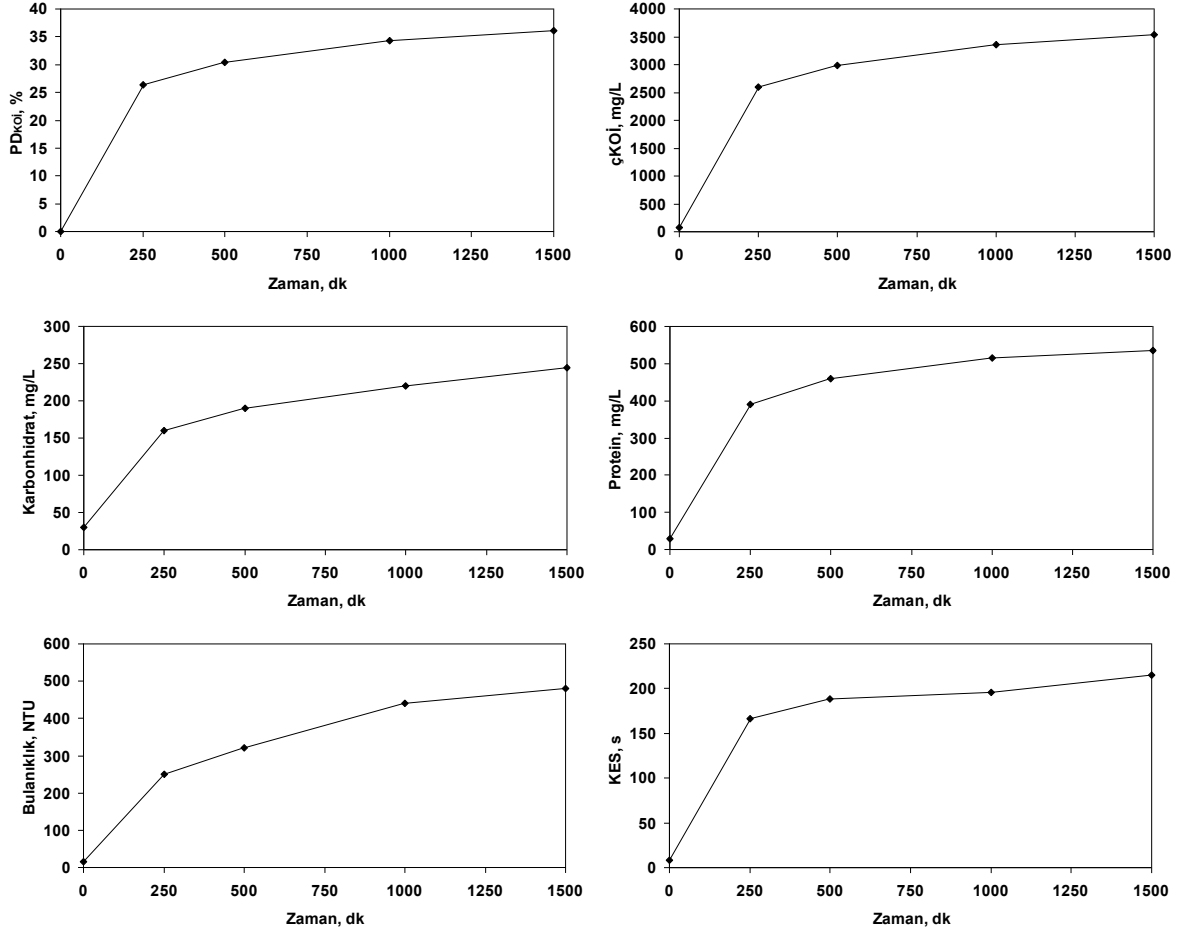 PDKOİ, %
40
35
30
25
20
15
10
5
0
0 250 500 750 1000 1250 1500
Zaman, dk
çKOİ, mg/L
4000
3500
3000
2500
2000
1500
1000
500
0
0 250 500 750 1000 1250 1500
Zaman, dk
Karbonhidrat, mg/L
300
250
200
150
100
50
0
0 250 500 750 1000 1250 1500
Zaman, dk
Protein, mg/L
600
500
400
300
200
100
0
0 250 500 750 1000 1250 1500
Zaman, dk
Bulanıklık, NTU
600
500
400
300
200
100
0
0 250 500 750 1000 1250 1500
Zaman, dk
KES, s
250
200
150
100
50
0
0 250 500 750 1000 1250 1500
Zaman, dk